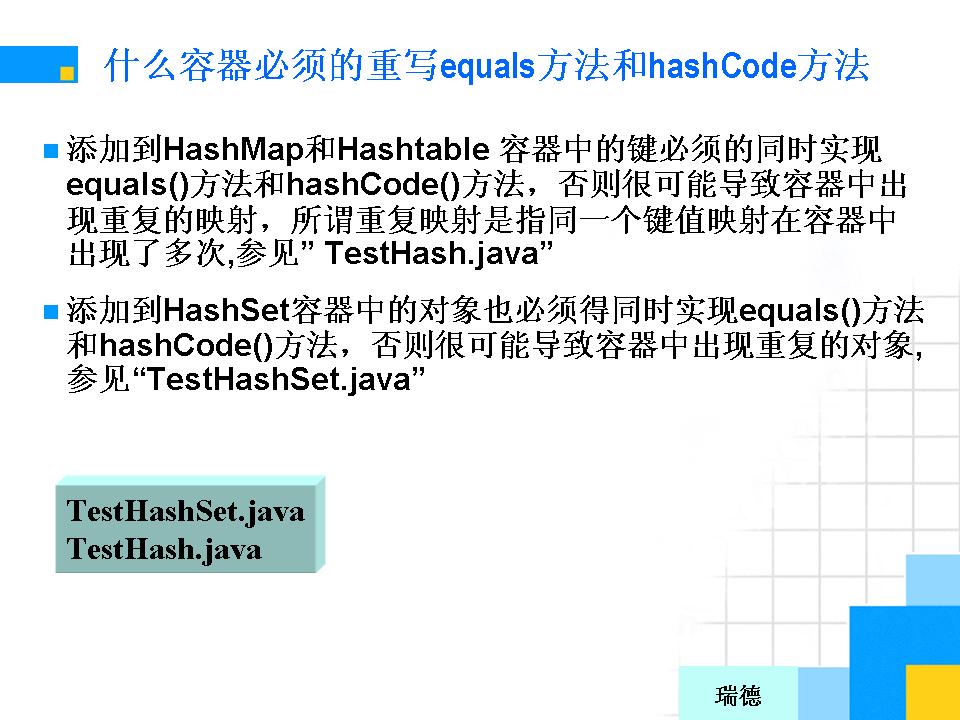 什么容器必须的重写equals方法和hashCode方法
添加到HashMap和Hashtable 容器中的键必须的同时实现
equals()方法和hashCode()方法，否则很可能导致容器中出
现重复的映射，所谓重复映射是指同一个键值映射在容器中
出现了多次,参见” TestHash.java”
添加到HashSet容器中的对象也必须得同时实现equals()方法
和hashCode()方法，否则很可能导致容器中出现重复的对象,
参见“TestHashSet.java”
TestHashSet.java
TestHash.java
瑞德